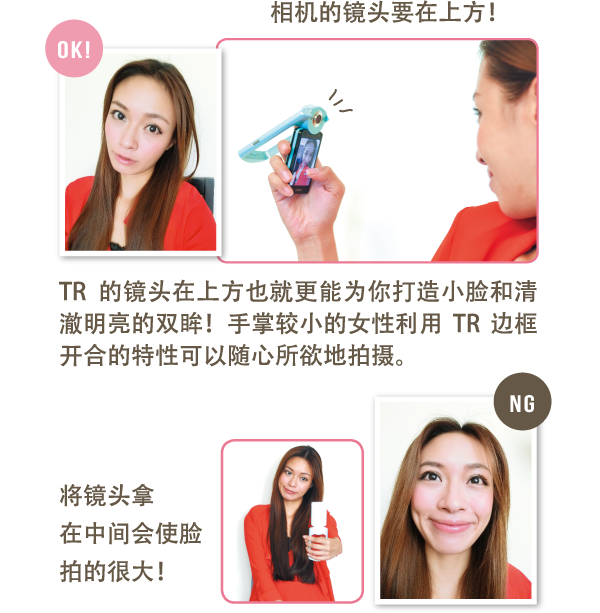 相机的镜头要在上方！
OK!
TR 的镜头在上方也就更能为你打造小脸和清
澈明亮的双眸！手掌较小的女性利用 TR 边框
开合的特性可以随心所欲地拍摄。
NG
将镜头拿
在中间会使脸
拍的很大！